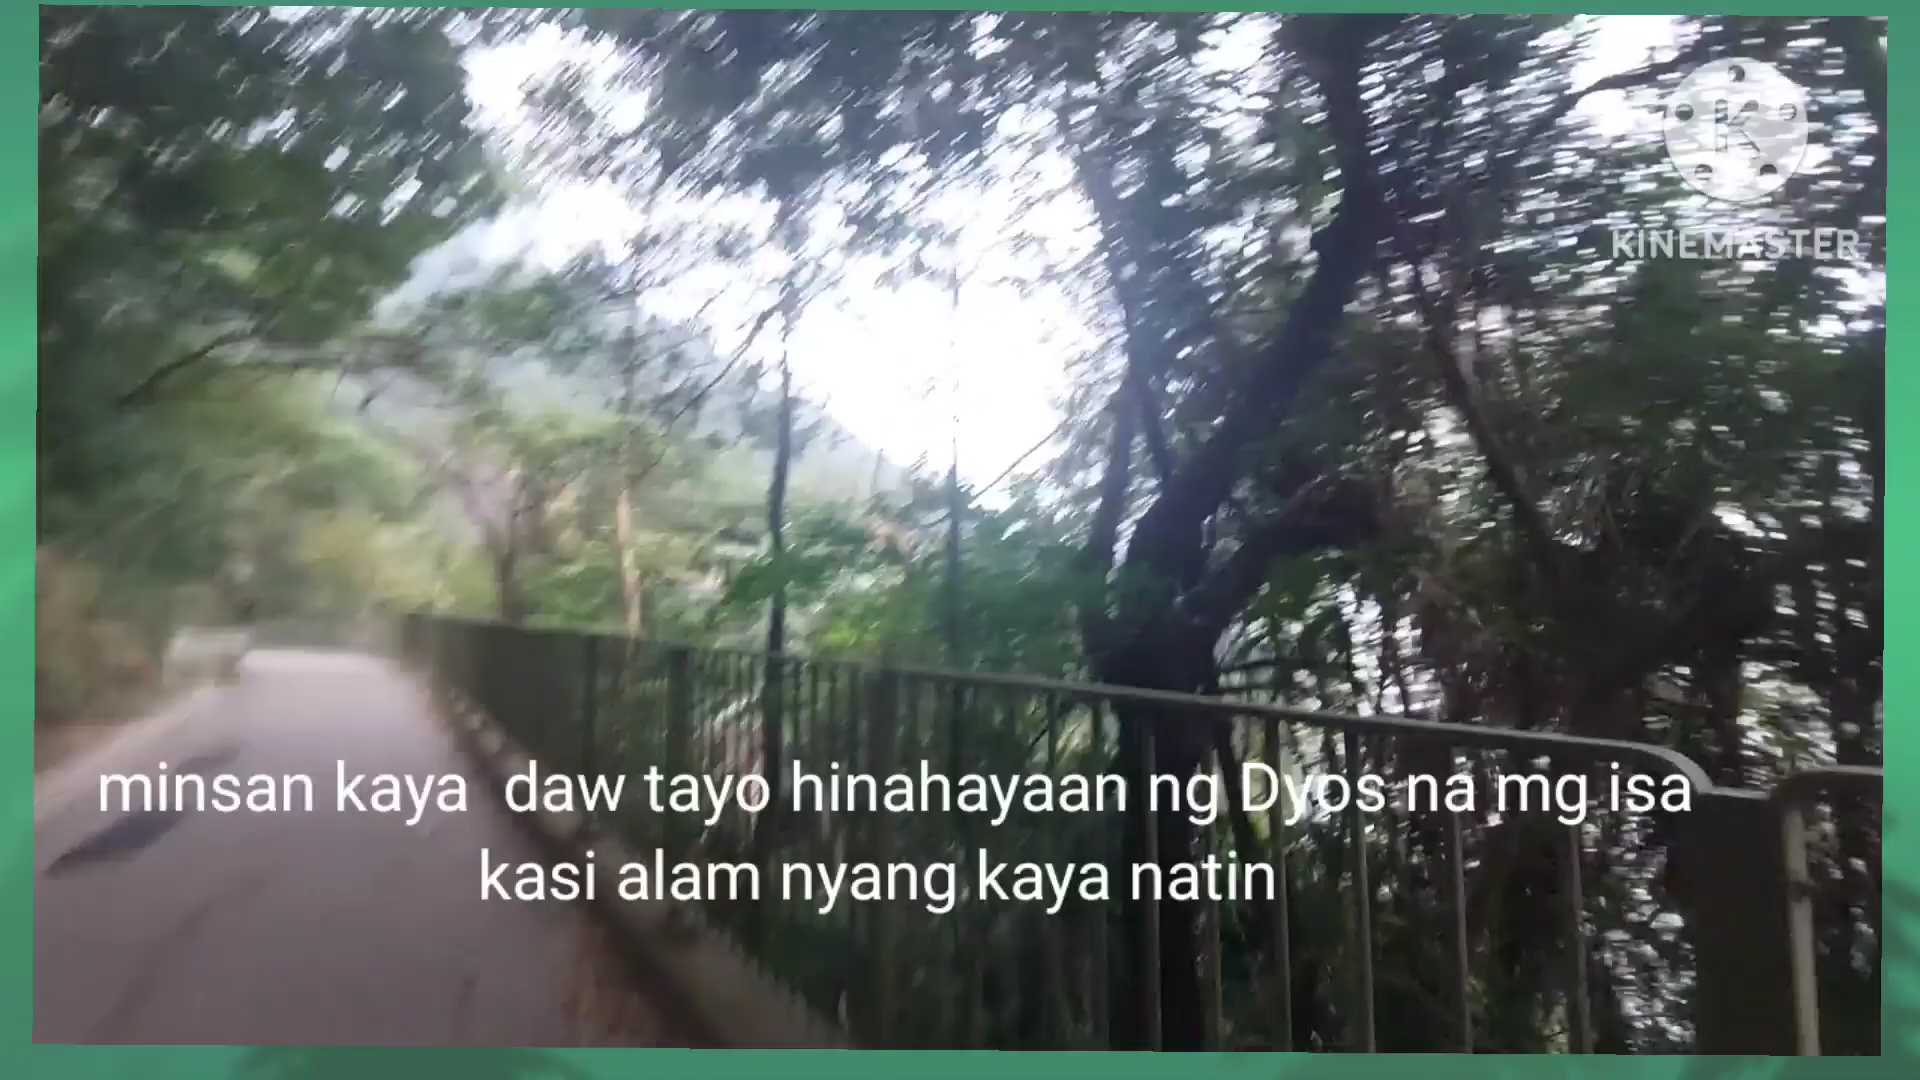 K
KINEMASTER
minsan kaya  daw tayo hinahayaan ng Dyos na mg isa
kasi alam nyang kaya natin